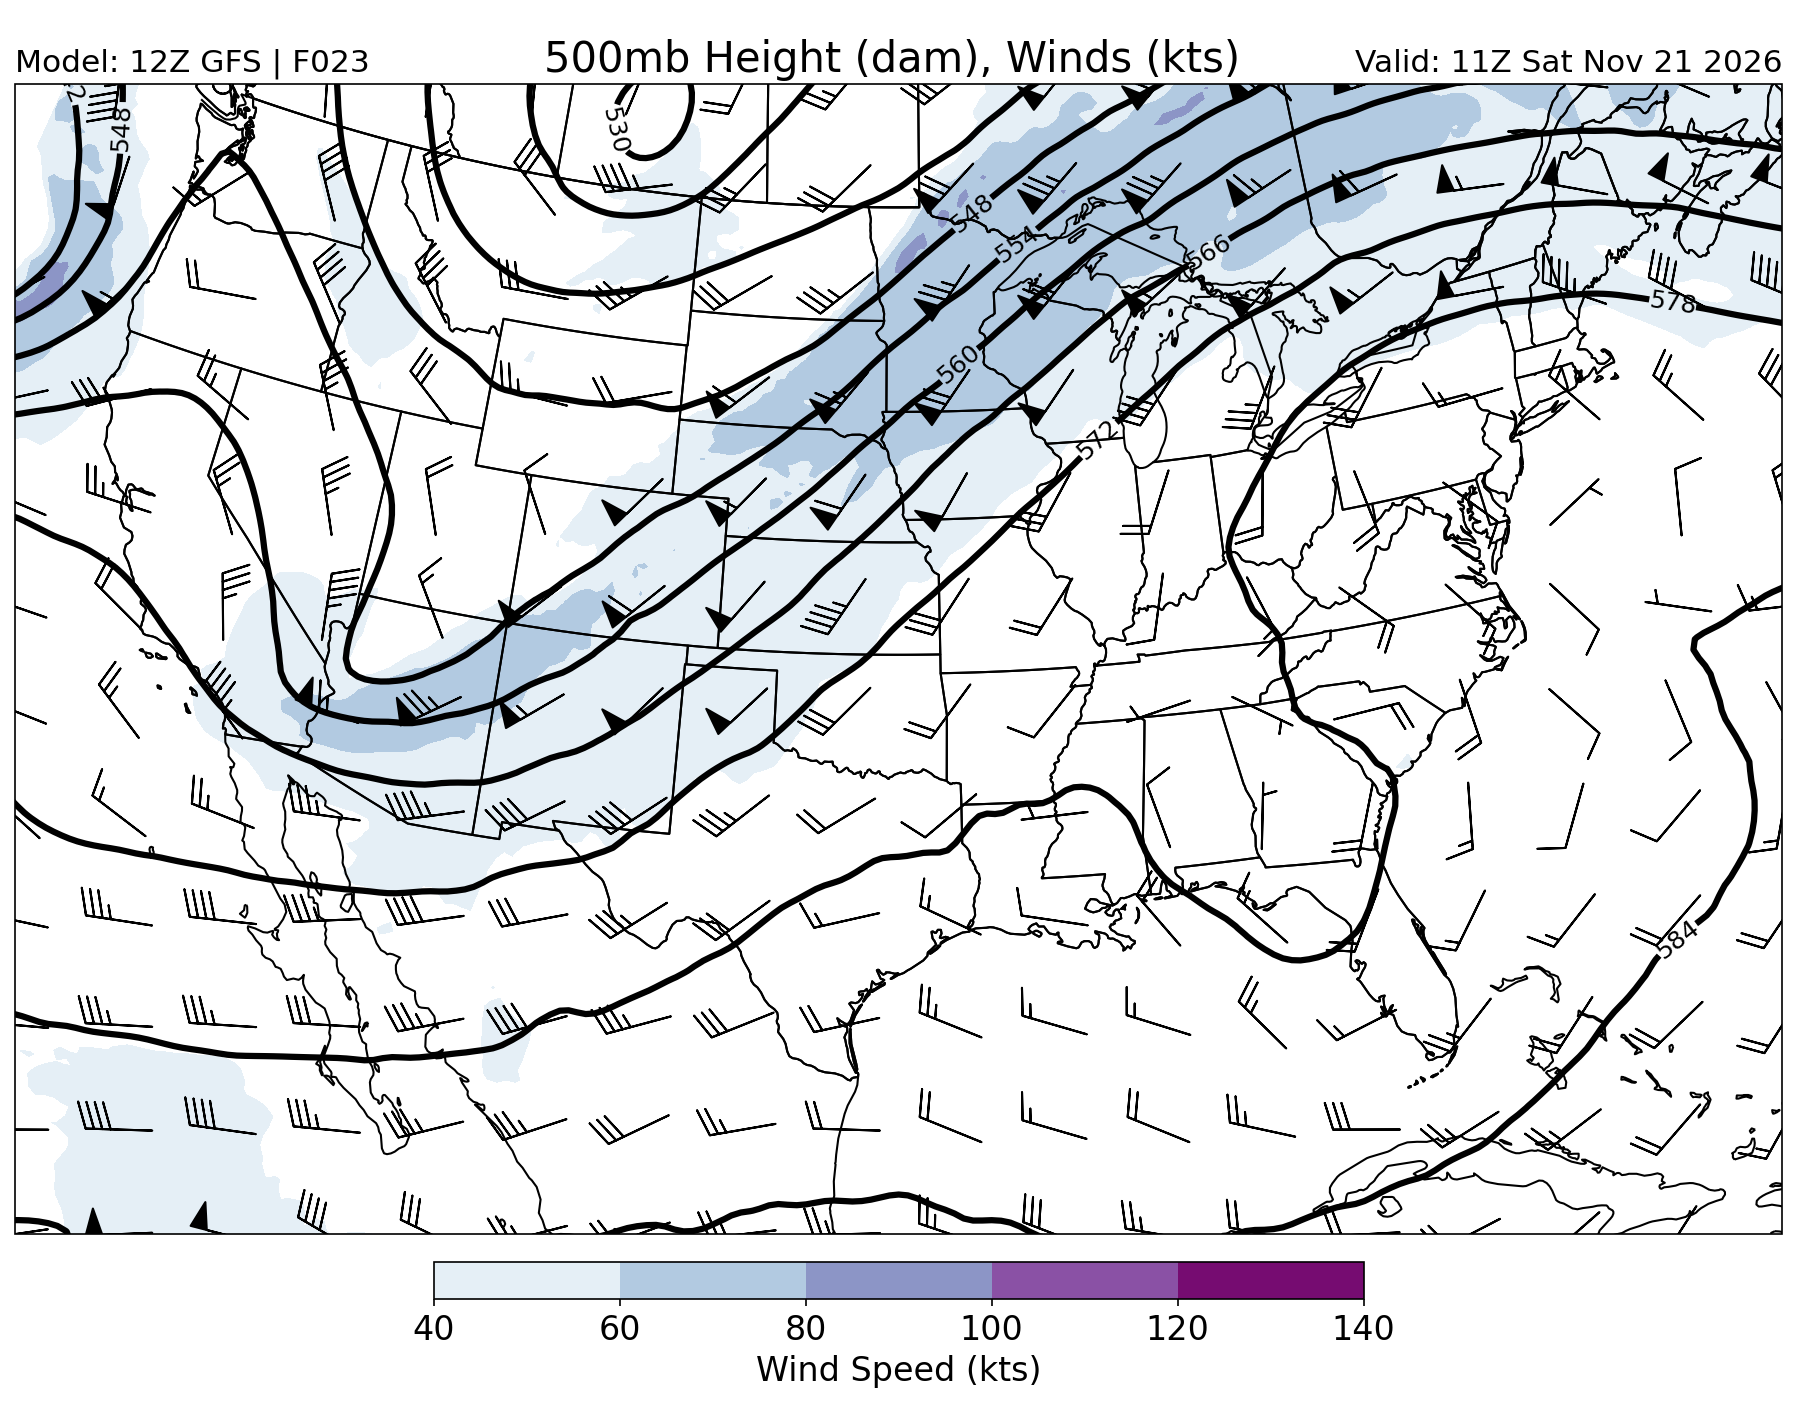 Model: 12Z GFS | F023
500mb Height (dam), Winds (kts)
Valid: 11Z Sat Nov 21 2026
548
530
548
554
566
578
560
572
584
40 60 80 100 120 140
Wind Speed (kts)